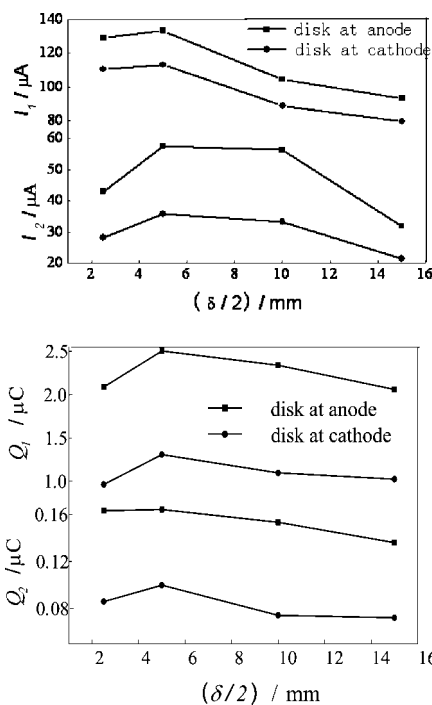 140
120
100
80
60
50
40
30
20
I1 / μA
I2 / μA
disk at anode
disk at cathode
2 4 6 8 10 12 14 16
(δ/2) / mm
2.5
2.0
1.5
1.0
0.16
0.12
0.08
Q1 /μC
Q2 /μC
disk at anode
disk at cathode
2 4 6 8 10 12 14
(δ/2) / mm